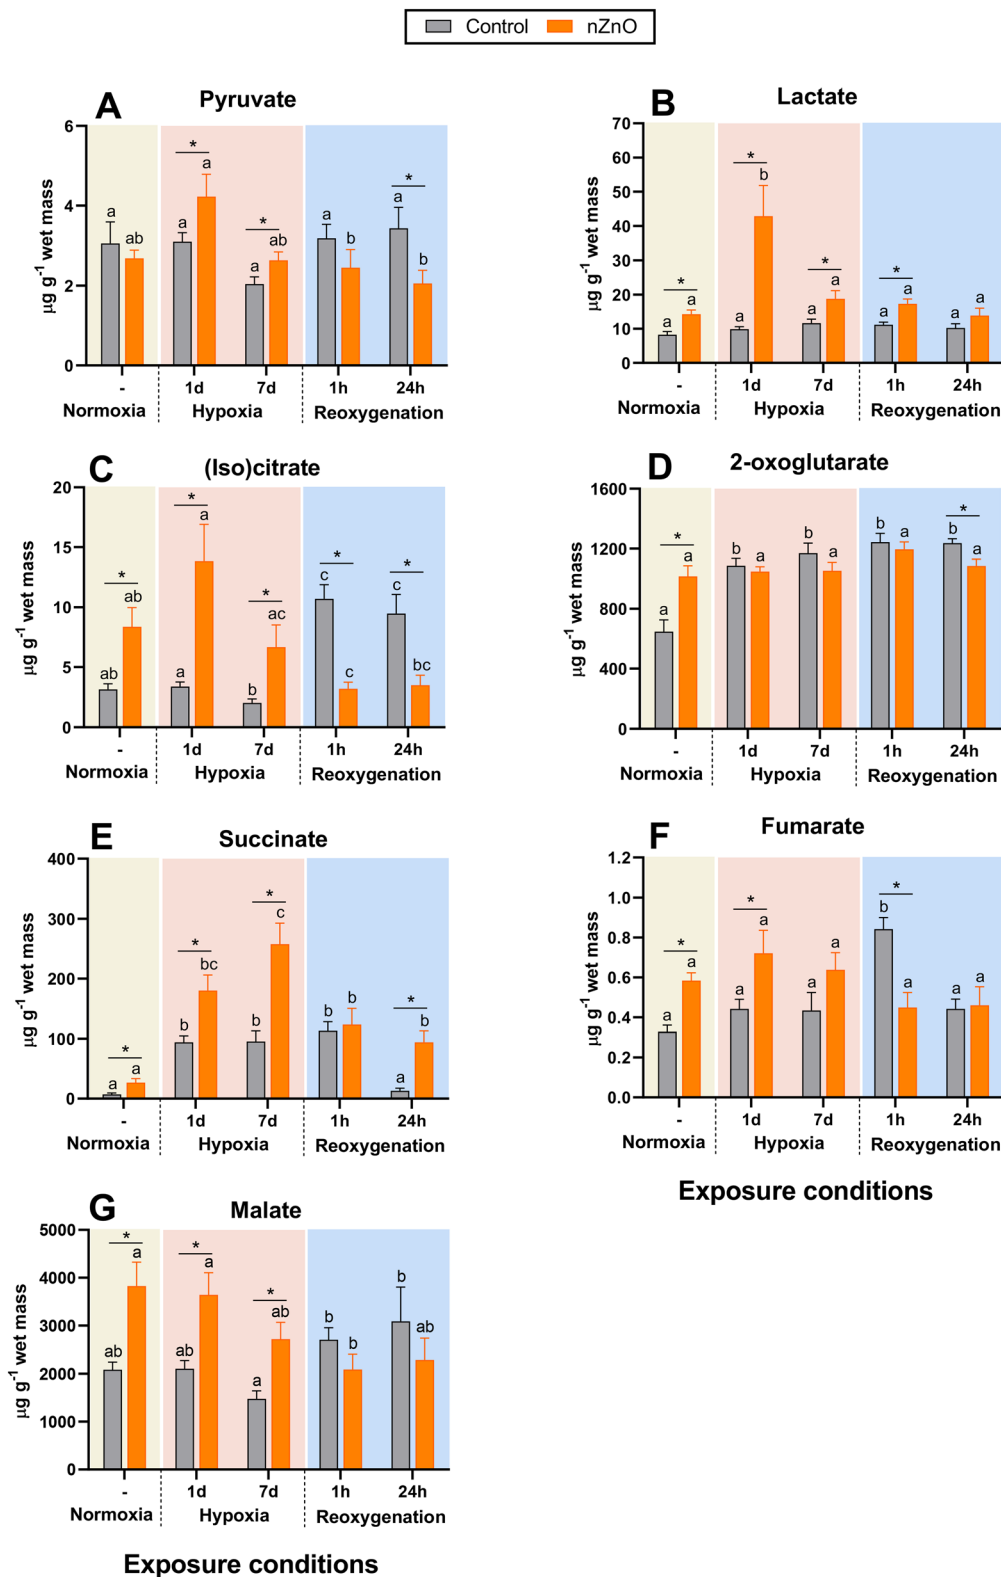 Control nZnO
A Pyruvate
μg g-1 wet mass
6
4
2
0
a ab a * a a * ab a b a * b
- 1d 7d 1h 24h
Normoxia Hypoxia Reoxygenation
B Lactate
μg g-1 wet mass
70
60
50
40
30
20
10
0
a * a a * b a * a a * a a a
- 1d 7d 1h 24h
Normoxia Hypoxia Reoxygenation
C (Iso)citrate
μg g-1 wet mass
20
15
10
5
0
ab * ab a * a b * ac c * c c * bc
- 1d 7d 1h 24h
Normoxia Hypoxia Reoxygenation
D 2-oxoglutarate
μg g-1 wet mass
1600
1200
800
400
0
a * a b a b a b a b * a
- 1d 7d 1h 24h
Normoxia Hypoxia Reoxygenation
E Succinate
μg g-1 wet mass
400
300
200
100
0
a * a b * bc b * c b b a * b
- 1d 7d 1h 24h
Normoxia Hypoxia Reoxygenation
F Fumarate
μg g-1 wet mass
1.2
1.0
0.8
0.6
0.4
0.2
0.0
a * a a * a a a b * a a a
- 1d 7d 1h 24h
Normoxia Hypoxia Reoxygenation
Exposure conditions
G Malate
μg g-1 wet mass
5000
4000
3000
2000
1000
0
ab * a ab * a a * ab b b b ab
- 1d 7d 1h 24h
Normoxia Hypoxia Reoxygenation
Exposure conditions